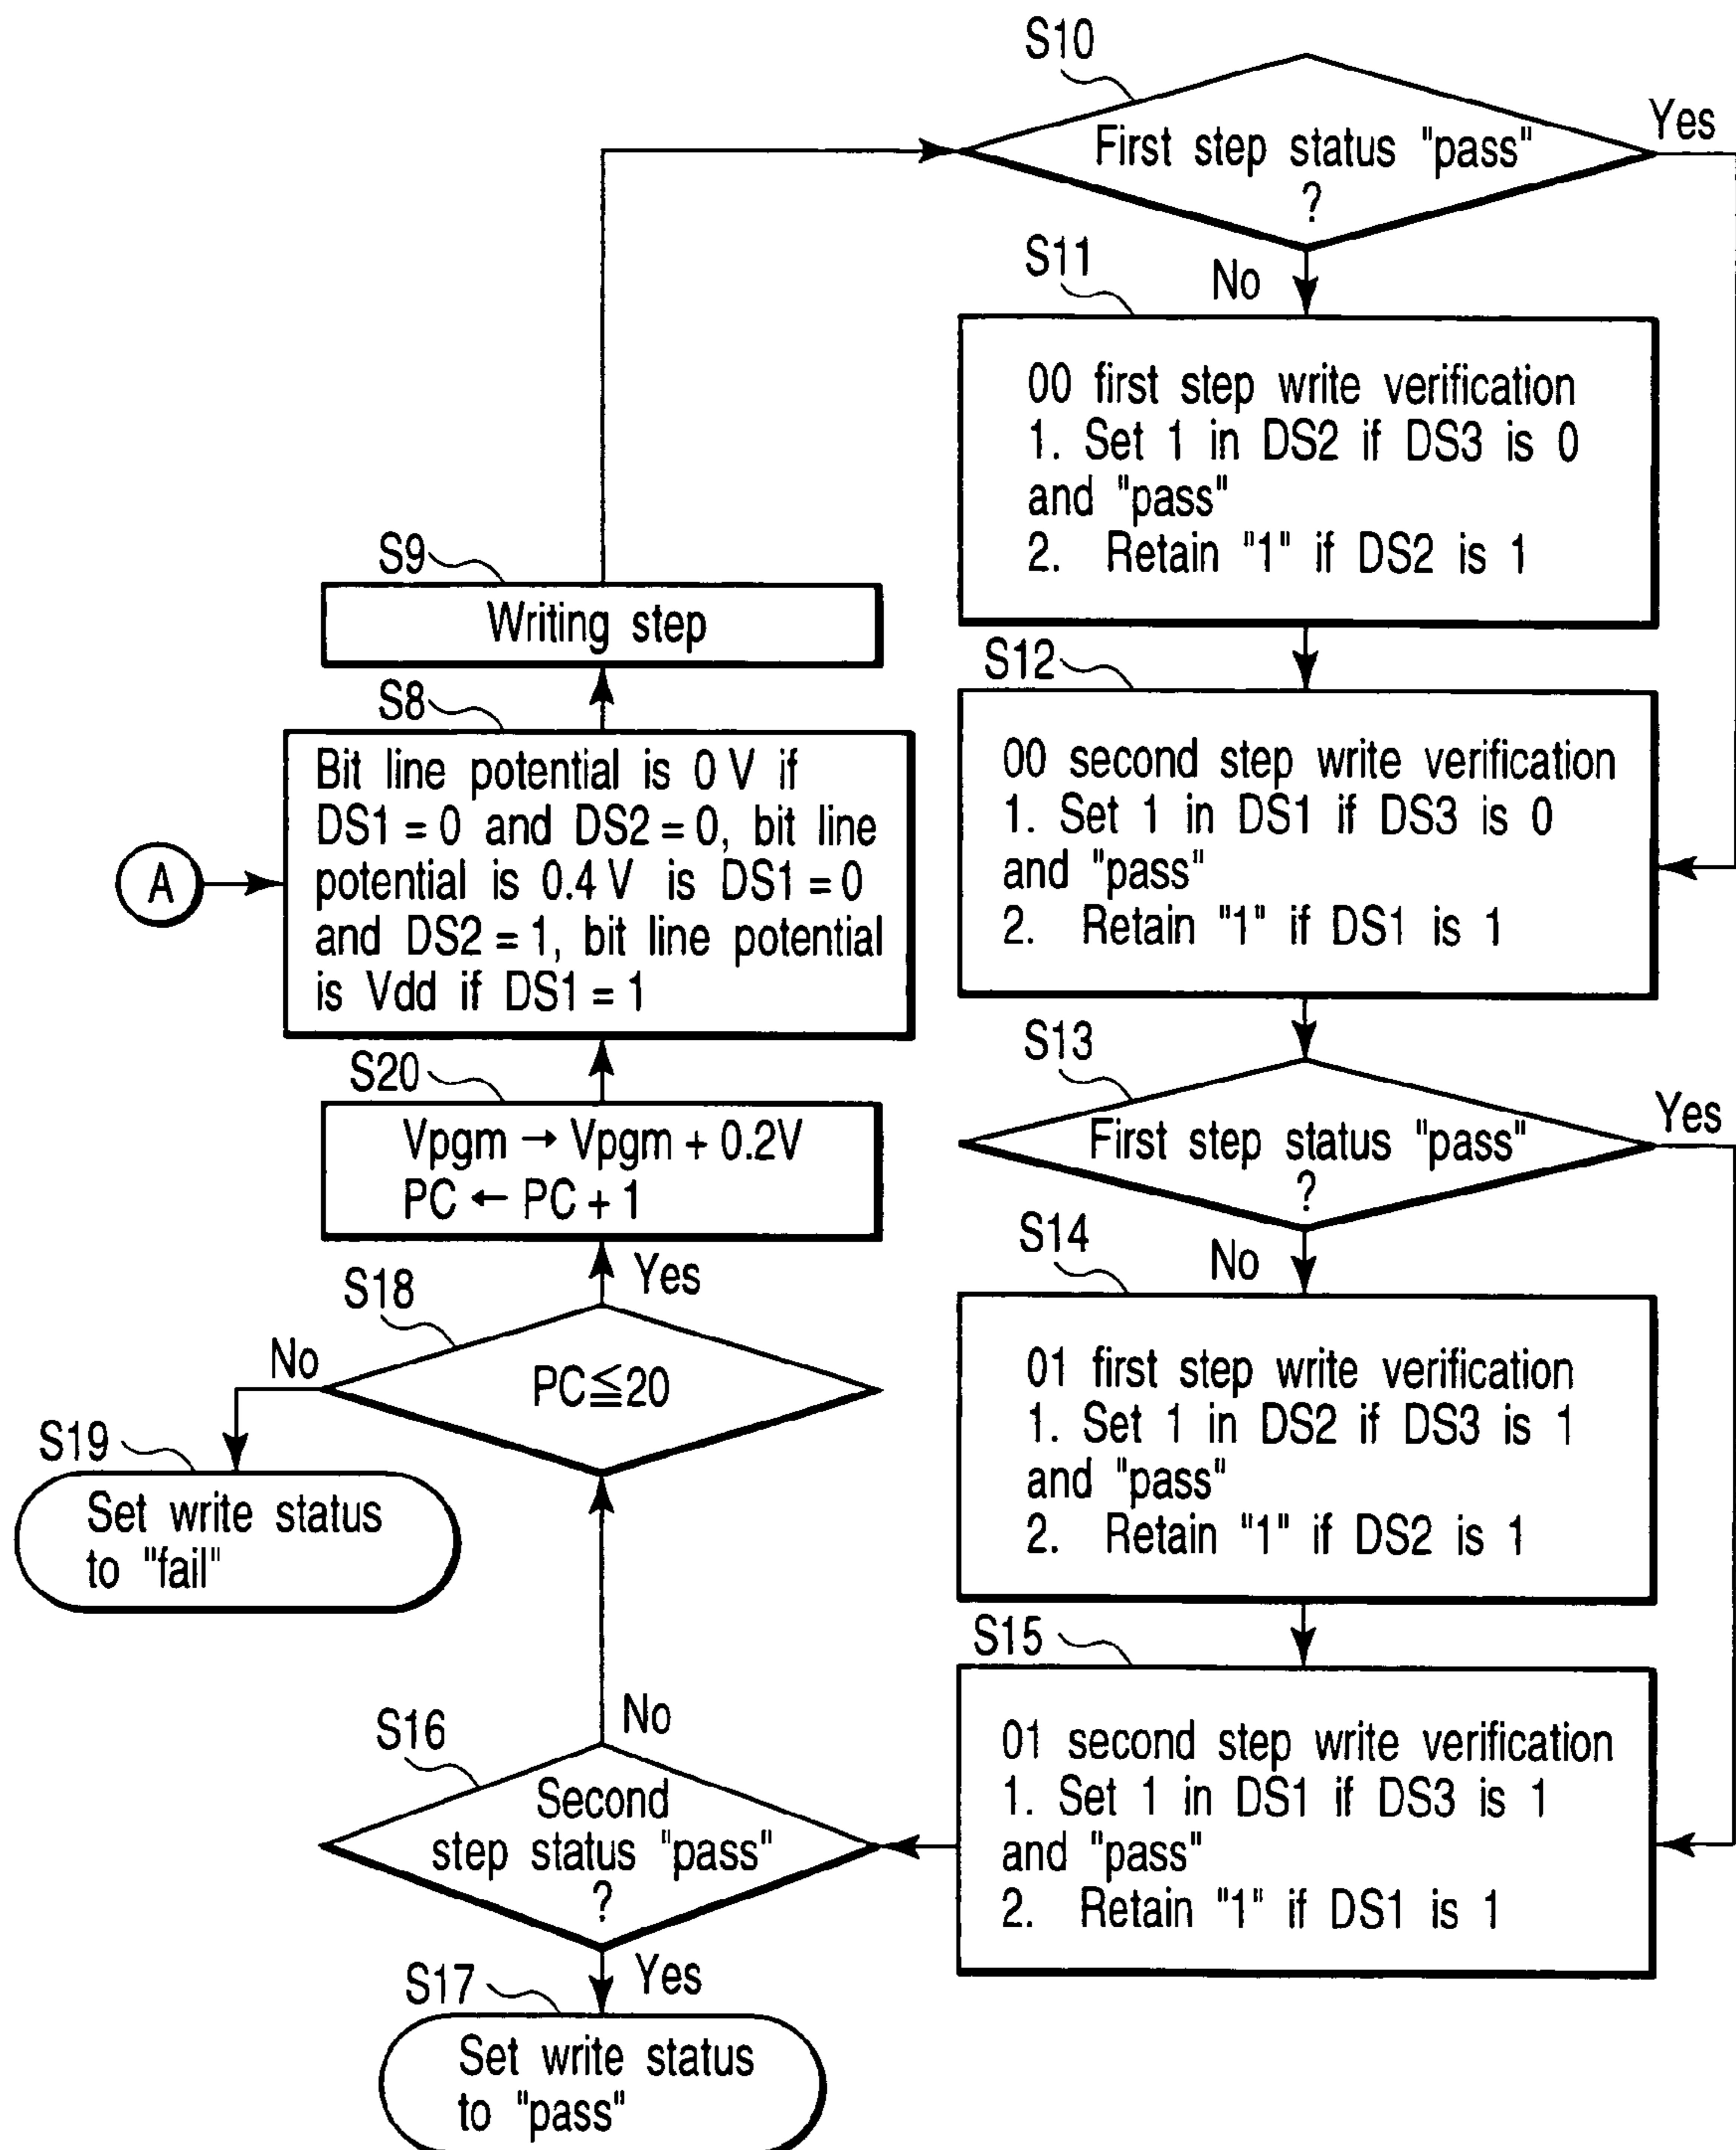 S10
First step status "pass"
?
Yes
No
S11
00 first step write verification
1. Set 1 in DS2 if DS3 is 0
and "pass"
2. Retain "1" if DS2 is 1
S12
00 second step write verification
1. Set 1 in DS1 if DS3 is 0
and "pass"
2. Retain "1" if DS1 is 1
S13
First step status "pass"
?
Yes
No
S14
01 first step write verification
1. Set 1 in DS2 if DS3 is 1
and "pass"
2. Retain "1" if DS2 is 1
S15
01 second step write verification
1. Set 1 in DS1 if DS3 is 1
and "pass"
2. Retain "1" if DS1 is 1
S9
Writing step
S8
Bit line potential is 0 V if
DS1 = 0 and DS2 = 0, bit line
potential is 0.4 V is DS1 = 0
and DS2 = 1, bit line potential
is Vdd if DS1 = 1
A
S20
Vpgm → Vpgm + 0.2V
PC ← PC + 1
Yes
S18
No
PC≦20
S19
Set write status
to "fail"
No
S16
Second
step status "pass"
?
Yes
S17
Set write status
to "pass"